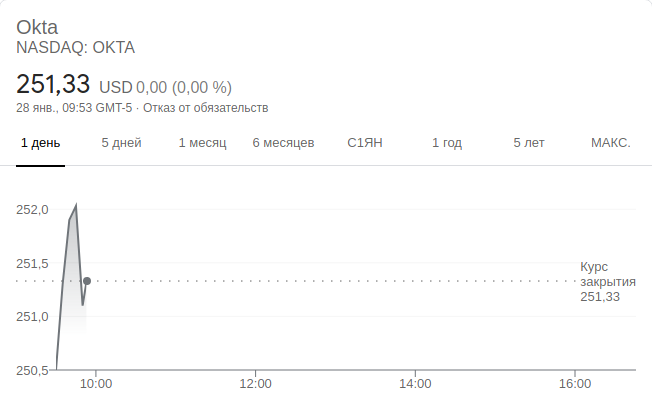 Okta
NASDAQ: OKTA
251,33 USD 0,00 (0,00 %)
28 янв., 09:53 GMT-5 · Отказ от обязательств
1 день 5 дней 1 месяц 6 месяцев С1ЯН 1 год 5 лет МАКС.
252,0
251,5
251,0
250,5
Курс
закрытия
251,33
10:00 12:00 14:00 16:00